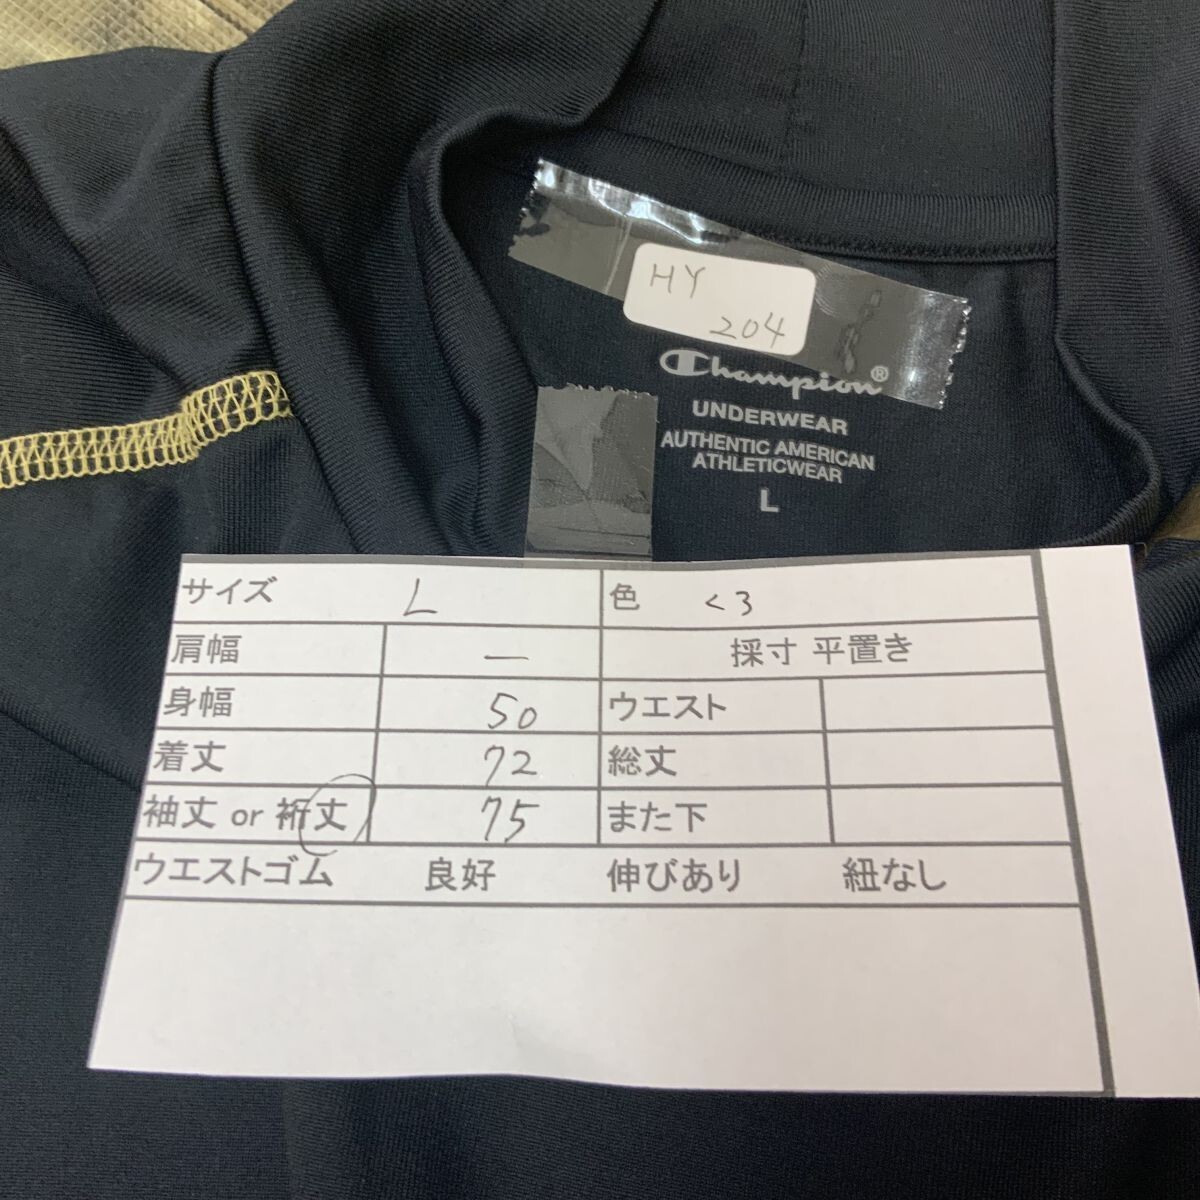 HY
204
Champion®
UNDERWEAR
AUTHENTIC AMERICAN
ATHLETICWEAR
L
サイズ L 色 くろ
肩幅 — 採寸 平置き
身幅 50 ウエスト
着丈 72 総丈
袖丈 or 裄丈 75 また下
ウエストゴム 良好 伸びあり 紐なし